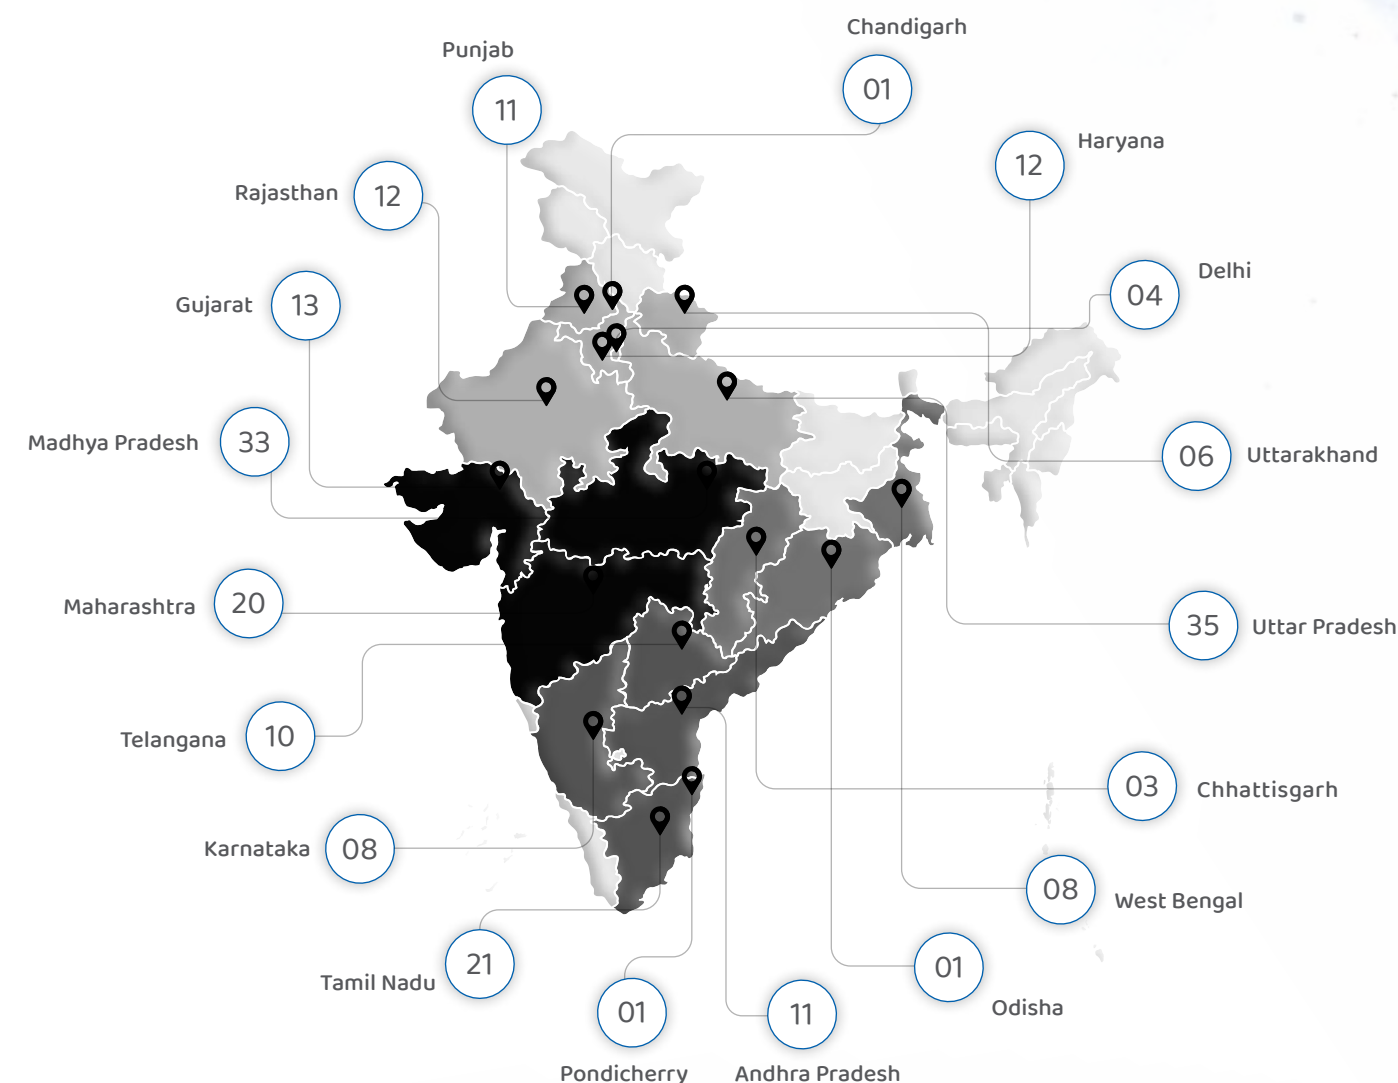 Chandigarh
01
Punjab
11
Haryana
12
Rajasthan
12
Delhi
04
Gujarat
13
Madhya Pradesh
33
06
Uttarakhand
Maharashtra
20
35
Uttar Pradesh
Telangana
10
03
Chhattisgarh
Karnataka
08
08
West Bengal
Tamil Nadu
21
01
Odisha
01
Pondicherry
11
Andhra Pradesh